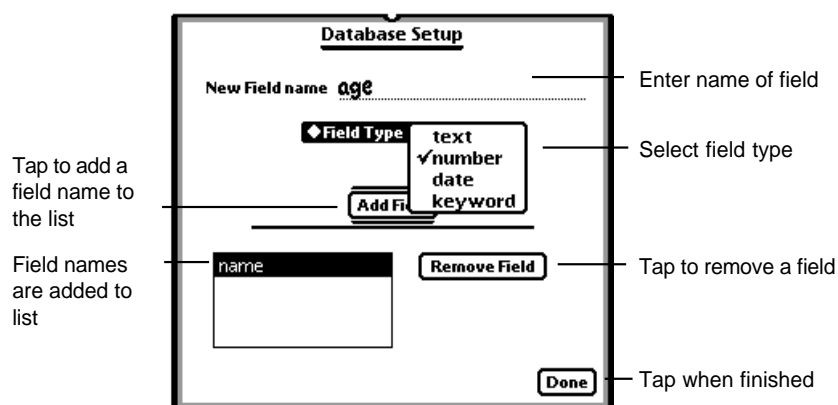 Database Setup
New Field name age
Enter name of field
◆Field Type
text
✓number
date
keyword
Select field type
Tap to add a
field name to
the list
Add Fi
Field names
are added to
list
name
Remove Field
Tap to remove a field
Done
Tap when finished